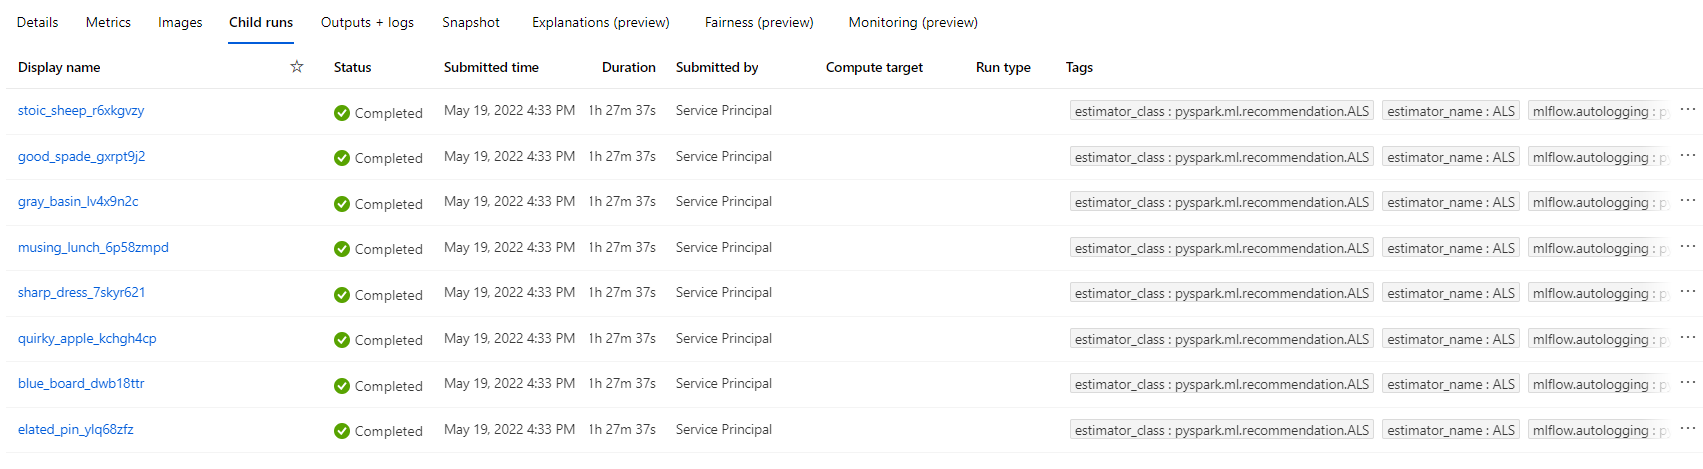 Details Metrics Images Child runs Outputs + logs Snapshot Explanations (preview) Fairness (preview) Monitoring (preview)
Display name Status Submitted time Duration Submitted by Compute target Run type Tags
stoic_sheep_r6xkgvzy Completed May 19, 2022 4:33 PM 1h 27m 37s Service Principal estimator_class : pyspark.ml.recommendation.ALS estimator_name : ALS mlflow.autologging : ...
good_spade_gxrpt9j2 Completed May 19, 2022 4:33 PM 1h 27m 37s Service Principal estimator_class : pyspark.ml.recommendation.ALS estimator_name : ALS mlflow.autologging : ...
gray_basin_lv4x9n2c Completed May 19, 2022 4:33 PM 1h 27m 37s Service Principal estimator_class : pyspark.ml.recommendation.ALS estimator_name : ALS mlflow.autologging : ...
musing_lunch_6p58zmpd Completed May 19, 2022 4:33 PM 1h 27m 37s Service Principal estimator_class : pyspark.ml.recommendation.ALS estimator_name : ALS mlflow.autologging : ...
sharp_dress_7skyr621 Completed May 19, 2022 4:33 PM 1h 27m 37s Service Principal estimator_class : pyspark.ml.recommendation.ALS estimator_name : ALS mlflow.autologging : ...
quirky_apple_kchgh4cp Completed May 19, 2022 4:33 PM 1h 27m 37s Service Principal estimator_class : pyspark.ml.recommendation.ALS estimator_name : ALS mlflow.autologging : ...
blue_board_dwb18ttr Completed May 19, 2022 4:33 PM 1h 27m 37s Service Principal estimator_class : pyspark.ml.recommendation.ALS estimator_name : ALS mlflow.autologging : ...
elated_pin_ylq68zfz Completed May 19, 2022 4:33 PM 1h 27m 37s Service Principal estimator_class : pyspark.ml.recommendation.ALS estimator_name : ALS mlflow.autologging : ...